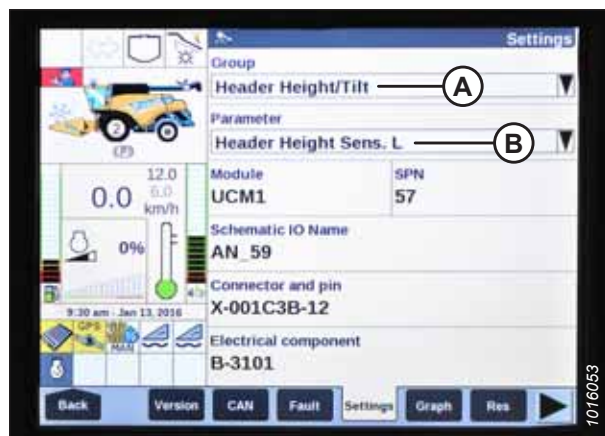 Settings
Group
Header Height/Tilt
A
Parameter
Header Height Sens. L
B
Module
SPN
UCM1
57
Schematic IO Name
AN_59
Connector and pin
X-001C3B-12
Electrical component
B-3101
2
(P)
12.0
6.0
0.0
km/h
0%
9:30 am - Jan 13, 2016
GPS
MAN
Back
Version
CAN
Fault
Settings
Graph
Res
1016053